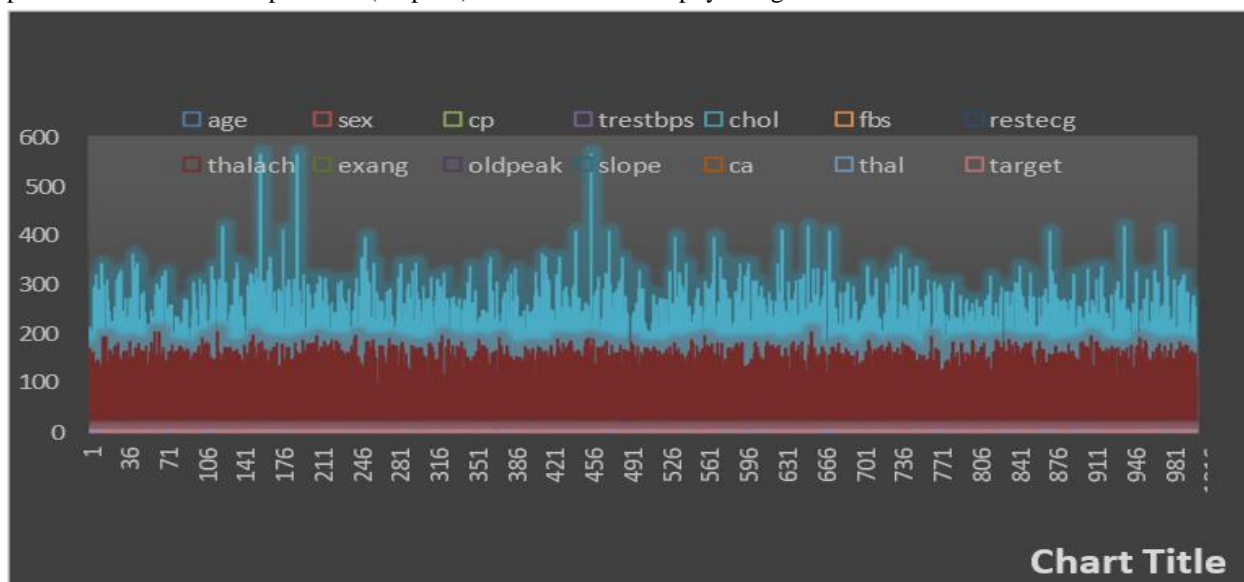 age sex cp trestbps chol fbs restecg
600
thalach exang oldpeak slope ca thal target
500
400
300
200
100
0
1 36 71 106 141 176 211 246 281 316 351 386 421 456 491 526 561 596 631 666 701 736 771 806 841 876 911 946 981
Chart Title